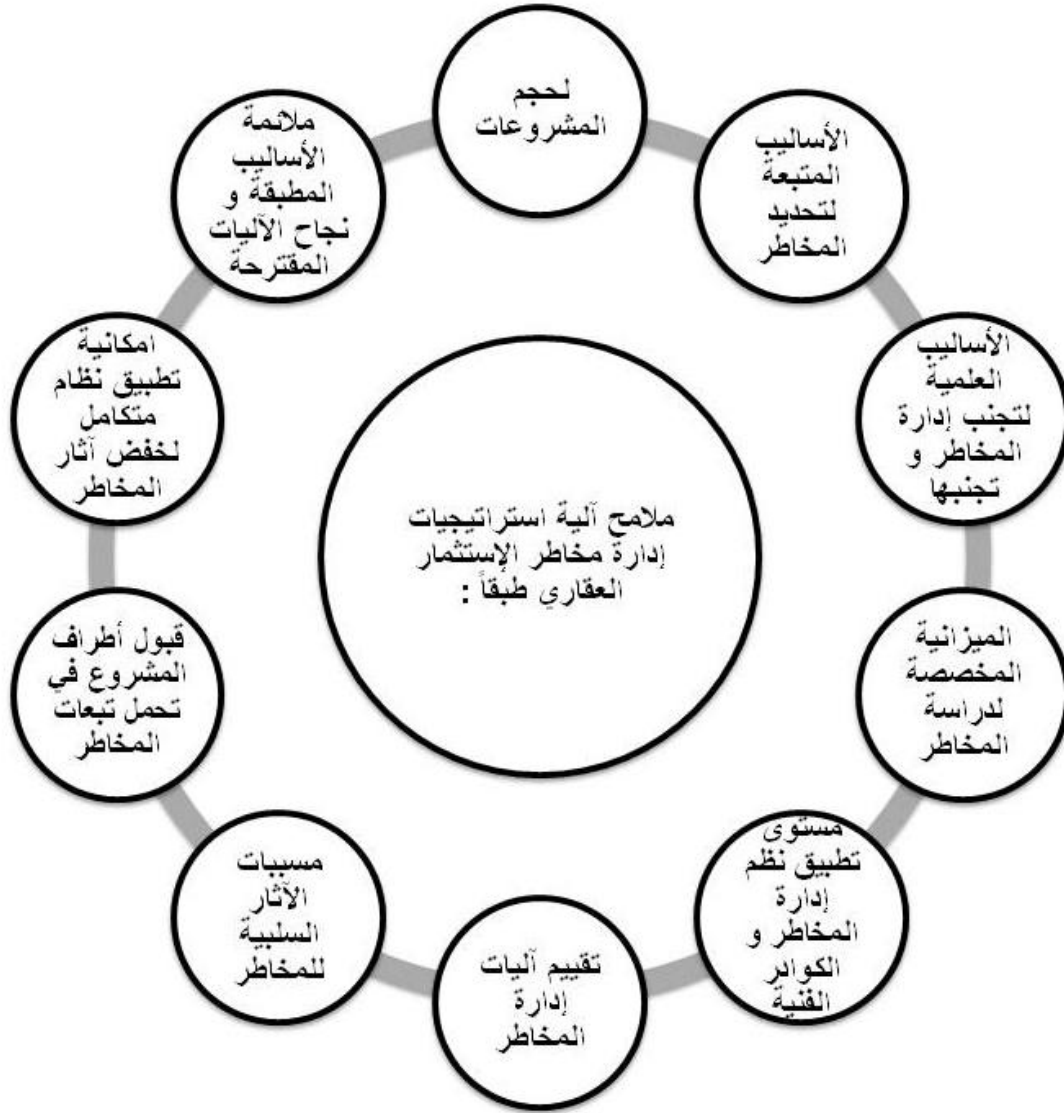 ملامح آلية استراتيجيات
إدارة مخاطر الإستثمار
العقاري طبقاً :
لحجم
المشروعات
الأساليب
المتبعة
لتحديد
المخاطر
الأساليب
العلمية
لتجنب إدارة
المخاطر و
تجنبها
الميزانية
المخصصة
لدراسة
المخاطر
مستوى
تطبيق نظم
إدارة
المخاطر و
الكوادر
الفنية
تقييم آليات
إدارة
المخاطر
مسببات
الآثار
السلبية
للمخاطر
قبول أطراف
المشروع في
تحمل تبعات
المخاطر
امكانية
تطبيق نظام
متكامل
لخفض آثار
المخاطر
ملائمة
الأساليب
المطبقة و
نجاح الآليات
المقترحة